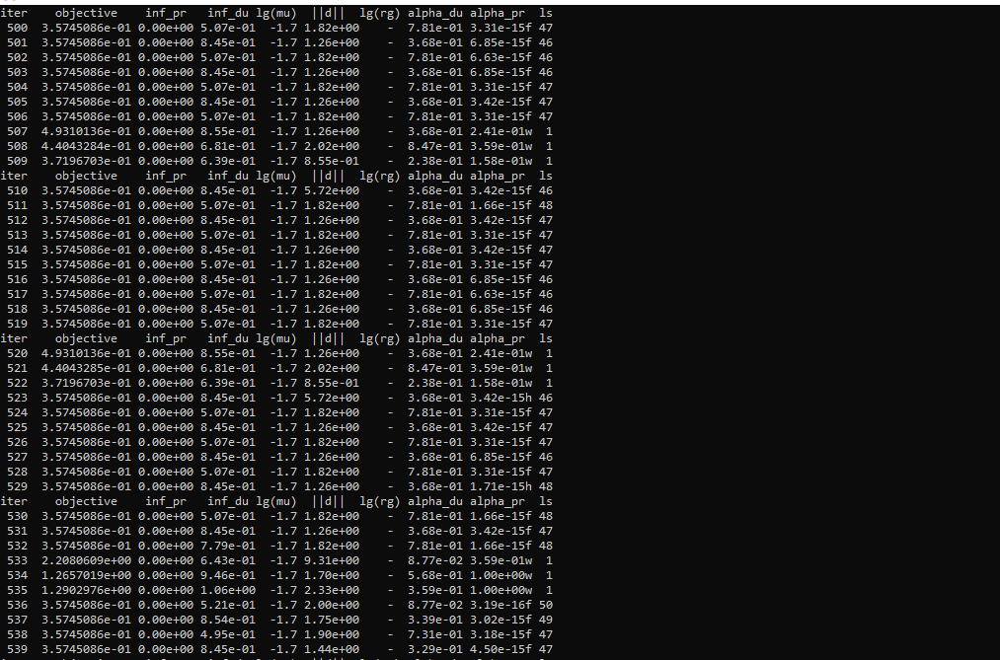 iter    objective    inf_pr   inf_du lg(mu)  ||d||  lg(rg) alpha_du alpha_pr  ls
 500  3.5745086e-01 0.00e+00 5.07e-01  -1.7 1.82e+00    -  7.81e-01 3.31e-15f 47
 501  3.5745086e-01 0.00e+00 8.45e-01  -1.7 1.26e+00    -  3.68e-01 6.85e-15f 46
 502  3.5745086e-01 0.00e+00 5.07e-01  -1.7 1.82e+00    -  7.81e-01 6.63e-15f 46
 503  3.5745086e-01 0.00e+00 8.45e-01  -1.7 1.26e+00    -  3.68e-01 6.85e-15f 46
 504  3.5745086e-01 0.00e+00 5.07e-01  -1.7 1.82e+00    -  7.81e-01 3.31e-15f 47
 505  3.5745086e-01 0.00e+00 8.45e-01  -1.7 1.26e+00    -  3.68e-01 3.42e-15f 47
 506  3.5745086e-01 0.00e+00 5.07e-01  -1.7 1.82e+00    -  7.81e-01 3.31e-15f 47
 507  4.9310136e-01 0.00e+00 8.55e-01  -1.7 1.26e+00    -  3.68e-01 2.41e-01w  1
 508  4.4043284e-01 0.00e+00 6.81e-01  -1.7 2.02e+00    -  8.47e-01 3.59e-01w  1
 509  3.7196703e-01 0.00e+00 6.39e-01  -1.7 8.55e-01    -  2.38e-01 1.58e-01w  1
iter    objective    inf_pr   inf_du lg(mu)  ||d||  lg(rg) alpha_du alpha_pr  ls
 510  3.5745086e-01 0.00e+00 8.45e-01  -1.7 5.72e+00    -  3.68e-01 3.42e-15f 46
 511  3.5745086e-01 0.00e+00 5.07e-01  -1.7 1.82e+00    -  7.81e-01 1.66e-15f 48
 512  3.5745086e-01 0.00e+00 8.45e-01  -1.7 1.26e+00    -  3.68e-01 3.42e-15f 47
 513  3.5745086e-01 0.00e+00 5.07e-01  -1.7 1.82e+00    -  7.81e-01 3.31e-15f 47
 514  3.5745086e-01 0.00e+00 8.45e-01  -1.7 1.26e+00    -  3.68e-01 3.42e-15f 47
 515  3.5745086e-01 0.00e+00 5.07e-01  -1.7 1.82e+00    -  7.81e-01 3.31e-15f 47
 516  3.5745086e-01 0.00e+00 8.45e-01  -1.7 1.26e+00    -  3.68e-01 6.85e-15f 46
 517  3.5745086e-01 0.00e+00 5.07e-01  -1.7 1.82e+00    -  7.81e-01 6.63e-15f 46
 518  3.5745086e-01 0.00e+00 8.45e-01  -1.7 1.26e+00    -  3.68e-01 6.85e-15f 46
 519  3.5745086e-01 0.00e+00 5.07e-01  -1.7 1.82e+00    -  7.81e-01 3.31e-15f 47
iter    objective    inf_pr   inf_du lg(mu)  ||d||  lg(rg) alpha_du alpha_pr  ls
 520  4.9310136e-01 0.00e+00 8.55e-01  -1.7 1.26e+00    -  3.68e-01 2.41e-01w  1
 521  4.4043285e-01 0.00e+00 6.81e-01  -1.7 2.02e+00    -  8.47e-01 3.59e-01w  1
 522  3.7196703e-01 0.00e+00 6.39e-01  -1.7 8.55e-01    -  2.38e-01 1.58e-01w  1
 523  3.5745086e-01 0.00e+00 8.45e-01  -1.7 5.72e+00    -  3.68e-01 3.42e-15h 46
 524  3.5745086e-01 0.00e+00 5.07e-01  -1.7 1.82e+00    -  7.81e-01 3.31e-15f 47
 525  3.5745086e-01 0.00e+00 8.45e-01  -1.7 1.26e+00    -  3.68e-01 3.42e-15f 47
 526  3.5745086e-01 0.00e+00 5.07e-01  -1.7 1.82e+00    -  7.81e-01 3.31e-15f 47
 527  3.5745086e-01 0.00e+00 8.45e-01  -1.7 1.26e+00    -  3.68e-01 6.85e-15f 46
 528  3.5745086e-01 0.00e+00 5.07e-01  -1.7 1.82e+00    -  7.81e-01 3.31e-15f 47
 529  3.5745086e-01 0.00e+00 8.45e-01  -1.7 1.26e+00    -  3.68e-01 1.71e-15h 48
iter    objective    inf_pr   inf_du lg(mu)  ||d||  lg(rg) alpha_du alpha_pr  ls
 530  3.5745086e-01 0.00e+00 5.07e-01  -1.7 1.82e+00    -  7.81e-01 1.66e-15f 48
 531  3.5745086e-01 0.00e+00 8.45e-01  -1.7 1.26e+00    -  3.68e-01 3.42e-15f 47
 532  3.5745086e-01 0.00e+00 7.79e-01  -1.7 1.82e+00    -  7.81e-01 1.66e-15f 48
 533  2.2080609e+00 0.00e+00 6.43e-01  -1.7 9.31e+00    -  8.77e-02 3.59e-01w  1
 534  1.2657019e+00 0.00e+00 9.46e-01  -1.7 1.70e+00    -  5.68e-01 1.00e+00w  1
 535  1.2902976e+00 0.00e+00 1.06e+00  -1.7 2.33e+00    -  3.59e-01 1.00e+00w  1
 536  3.5745086e-01 0.00e+00 5.21e-01  -1.7 2.00e+00    -  8.77e-02 3.19e-16f 50
 537  3.5745086e-01 0.00e+00 8.54e-01  -1.7 1.75e+00    -  3.39e-01 3.02e-15f 49
 538  3.5745086e-01 0.00e+00 4.95e-01  -1.7 1.90e+00    -  7.31e-01 3.18e-15f 47
 539  3.5745086e-01 0.00e+00 8.45e-01  -1.7 1.44e+00    -  3.29e-01 4.50e-15f 47